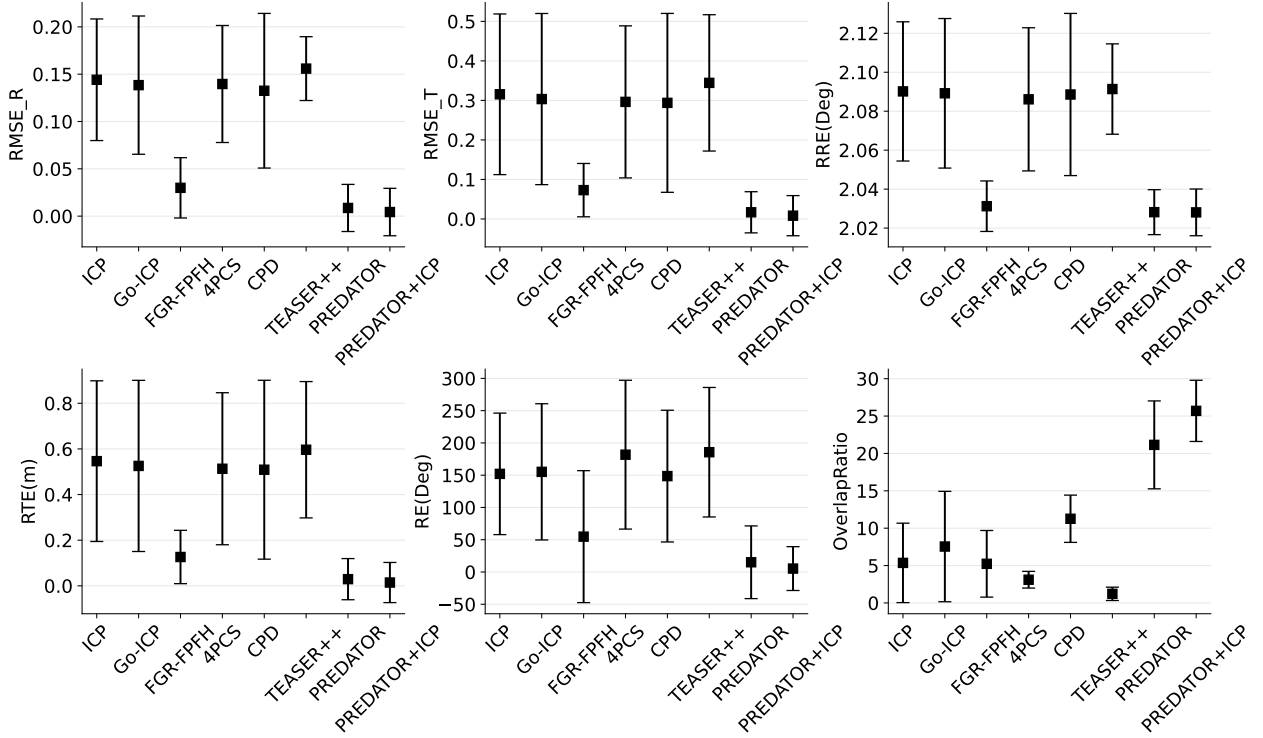 RMSE_R
0.20
0.15
0.10
0.05
0.00
ICP
Go-ICP
FGR-FPFH
4PCS
CPD
TEASER++
PREDATOR
PREDATOR+ICP
RMSE_T
0.5
0.4
0.3
0.2
0.1
0.0
ICP
Go-ICP
FGR-FPFH
4PCS
CPD
TEASER++
PREDATOR
PREDATOR+ICP
RRE(Deg)
2.12
2.10
2.08
2.06
2.04
2.02
ICP
Go-ICP
FGR-FPFH
4PCS
CPD
TEASER++
PREDATOR
PREDATOR+ICP
RTE(m)
0.8
0.6
0.4
0.2
0.0
ICP
Go-ICP
FGR-FPFH
4PCS
CPD
TEASER++
PREDATOR
PREDATOR+ICP
RE(Deg)
300
250
200
150
100
50
0
−50
ICP
Go-ICP
FGR-FPFH
4PCS
CPD
TEASER++
PREDATOR
PREDATOR+ICP
OverlapRatio
30
25
20
15
10
5
0
ICP
Go-ICP
FGR-FPFH
4PCS
CPD
TEASER++
PREDATOR
PREDATOR+ICP